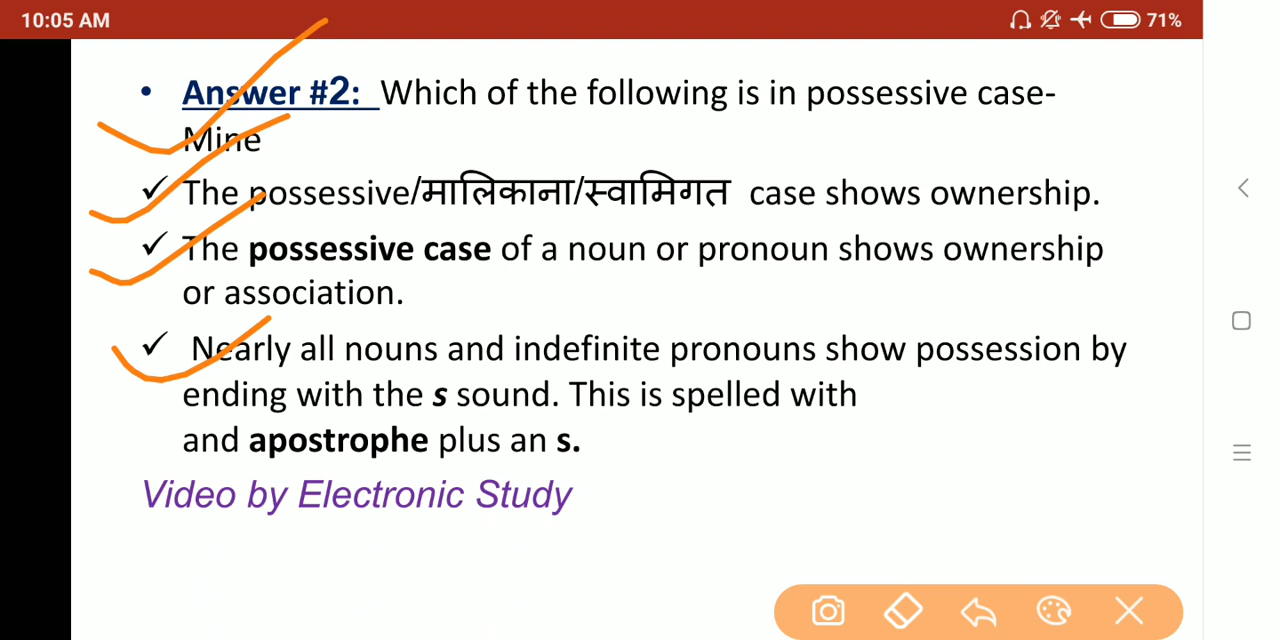 10:05 AM
71%
• Answer #2: Which of the following is in possessive case-
Mine
✓ The possessive/मालिकाना/स्वामिगत case shows ownership.
✓ The possessive case of a noun or pronoun shows ownership
or association.
✓ Nearly all nouns and indefinite pronouns show possession by
ending with the s sound. This is spelled with
and apostrophe plus an s.
Video by Electronic Study